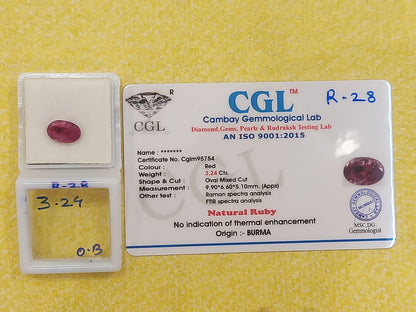 R
CGL
CGL™
Cambay Gemmological Lab
Diamond, Gems, Pearls & Rudraksh Testing Lab
AN ISO 9001:2015
R-28
Name : *******
Certificate No. Cglm95754
Colour : Red
Weight : 3.24 Cts.
Shape & Cut : Oval Mixed Cut
Measurement : 9.90*6.60*5.10mm (Appx)
Other test : Raman spectra analysis
FTIR spectra analysis
Natural Ruby
No indication of thermal enhancement
Origin :- BURMA
MUMBAI
MSC,DG
Gemmologist
R-28
3.24
O.B